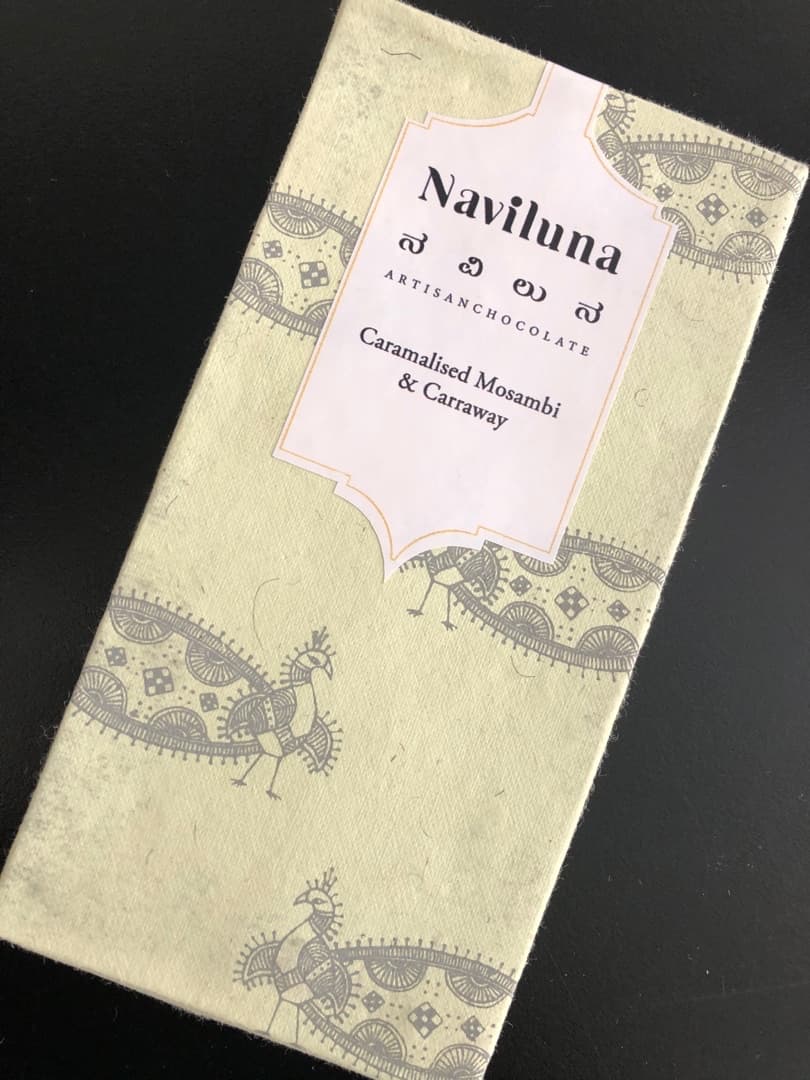 Naviluna
ನ ವಿ ಲು ನ
ARTISANCHOCOLATE
Caramalised Mosambi
& Carraway